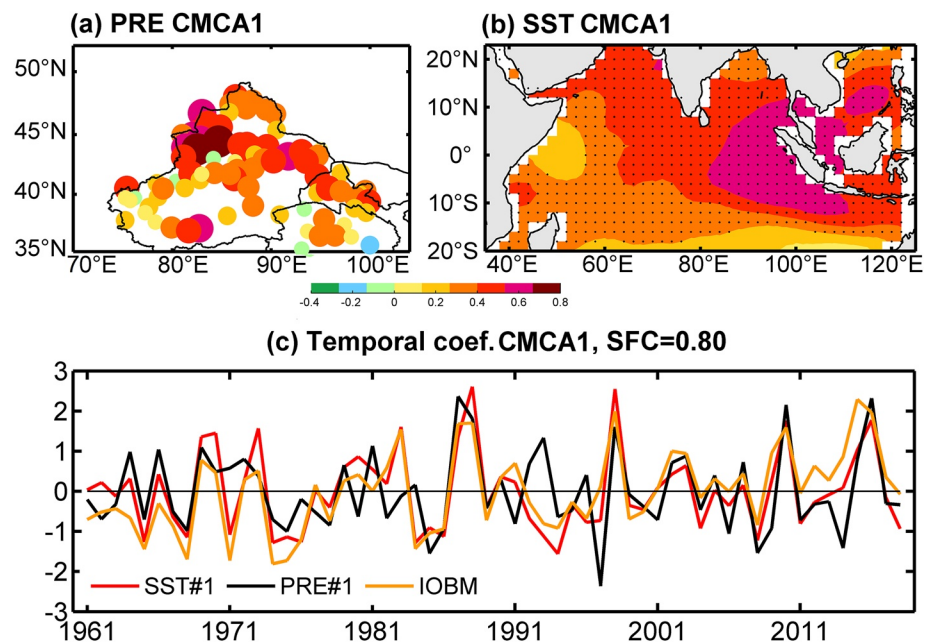 (a) PRE CMCA1
(b) SST CMCA1
50°N
45°N
40°N
35°N
70°E 80°E 90°E 100°E
20°N
10°N
0°
10°S
20°S
40°E 60°E 80°E 100°E 120°E
-0.4 -0.2 0 0.2 0.4 0.6 0.8
(c) Temporal coef.CMCA1, SFC=0.80
3
2
1
0
-1
-2
-3
SST#1 PRE#1 IOBM
1961 1971 1981 1991 2001 2011